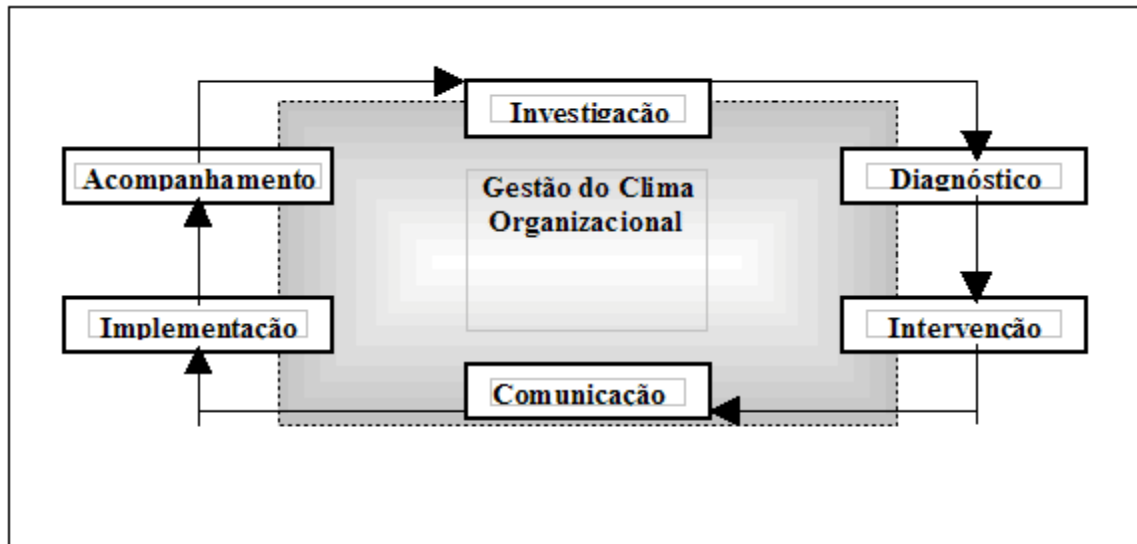 Investigação
Acompanhamento
Gestão do Clima
Organizacional
Diagnóstico
Implementação
Intervenção
Comunicação